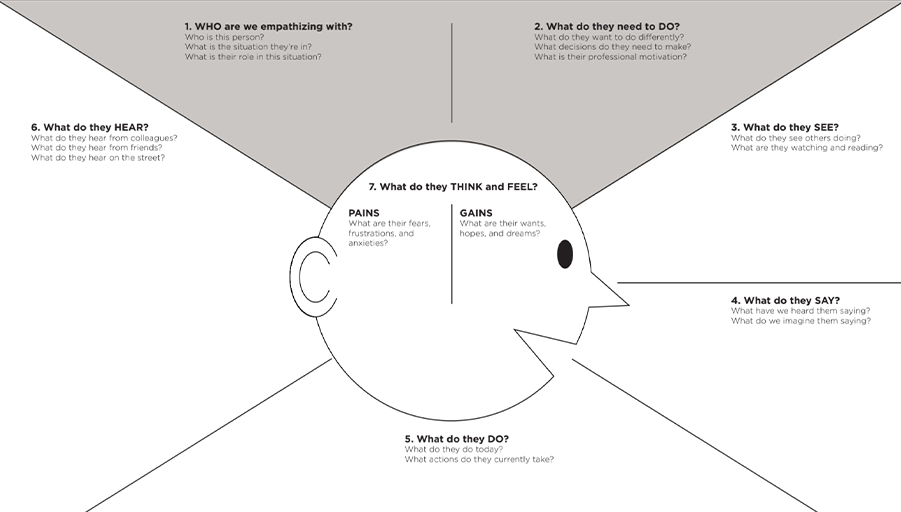 1. WHO are we empathizing with?
Who is this person?
What is the situation they're in?
What is their role in this situation?
2. What do they need to DO?
What do they want to do differently?
What decisions do they need to make?
What is their professional motivation?
3. What do they SEE?
What do they see others doing?
What are they watching and reading?
4. What do they SAY?
What have we heard them saying?
What do we imagine them saying?
5. What do they DO?
What do they do today?
What actions do they currently take?
6. What do they HEAR?
What do they hear from colleagues?
What do they hear from friends?
What do they hear on the street?
7. What do they THINK and FEEL?
PAINS
What are their fears,
frustrations, and
anxieties?
GAINS
What are their wants,
hopes, and dreams?